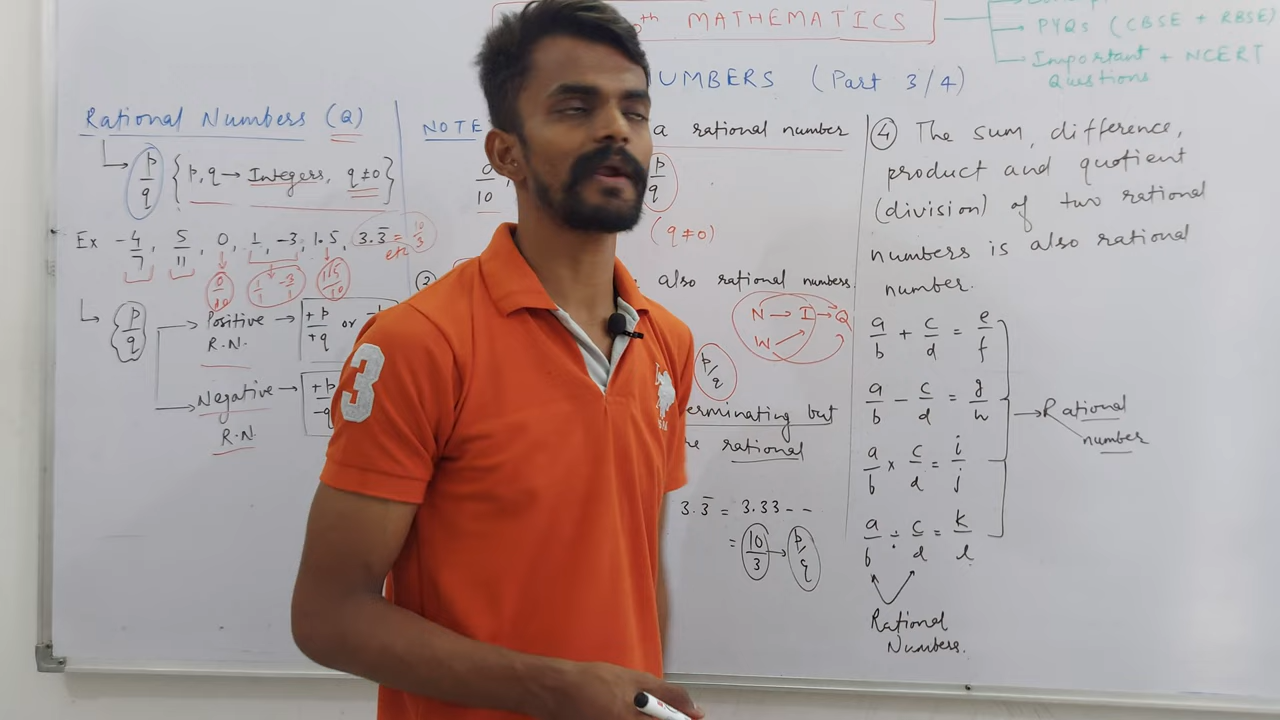 MATHEMATICS
PYQs (CBSE + RBSE)
Important + NCERT
Questions
UMBERS (Part 3/4)
Rational Numbers (Q)
p/q {p,q → Integers, q≠0}
Ex -4/7, 5/11, 0, 1, -3, 1.5, 3.3̅ = 10/3 etc
0/10 1/1 -3/1 15/10
p/q
Positive → +p/+q or
R.N.
Negative → +p/-q
R.N.
NOTE
a rational number
0/10,
p/q
(q≠0)
②
also rational numbers.
N → I → Q
W
p/q
erminating but
rational
3.3̅ = 3.33--
= 10/3 → p/q
④ The sum, difference,
product and quotient
(division) of two rational
numbers is also rational
number.
a/b + c/d = e/f
a/b - c/d = g/h
a/b × c/d = i/j
a/b ÷ c/d = k/l
→ Rational
number
Rational
Numbers.
3